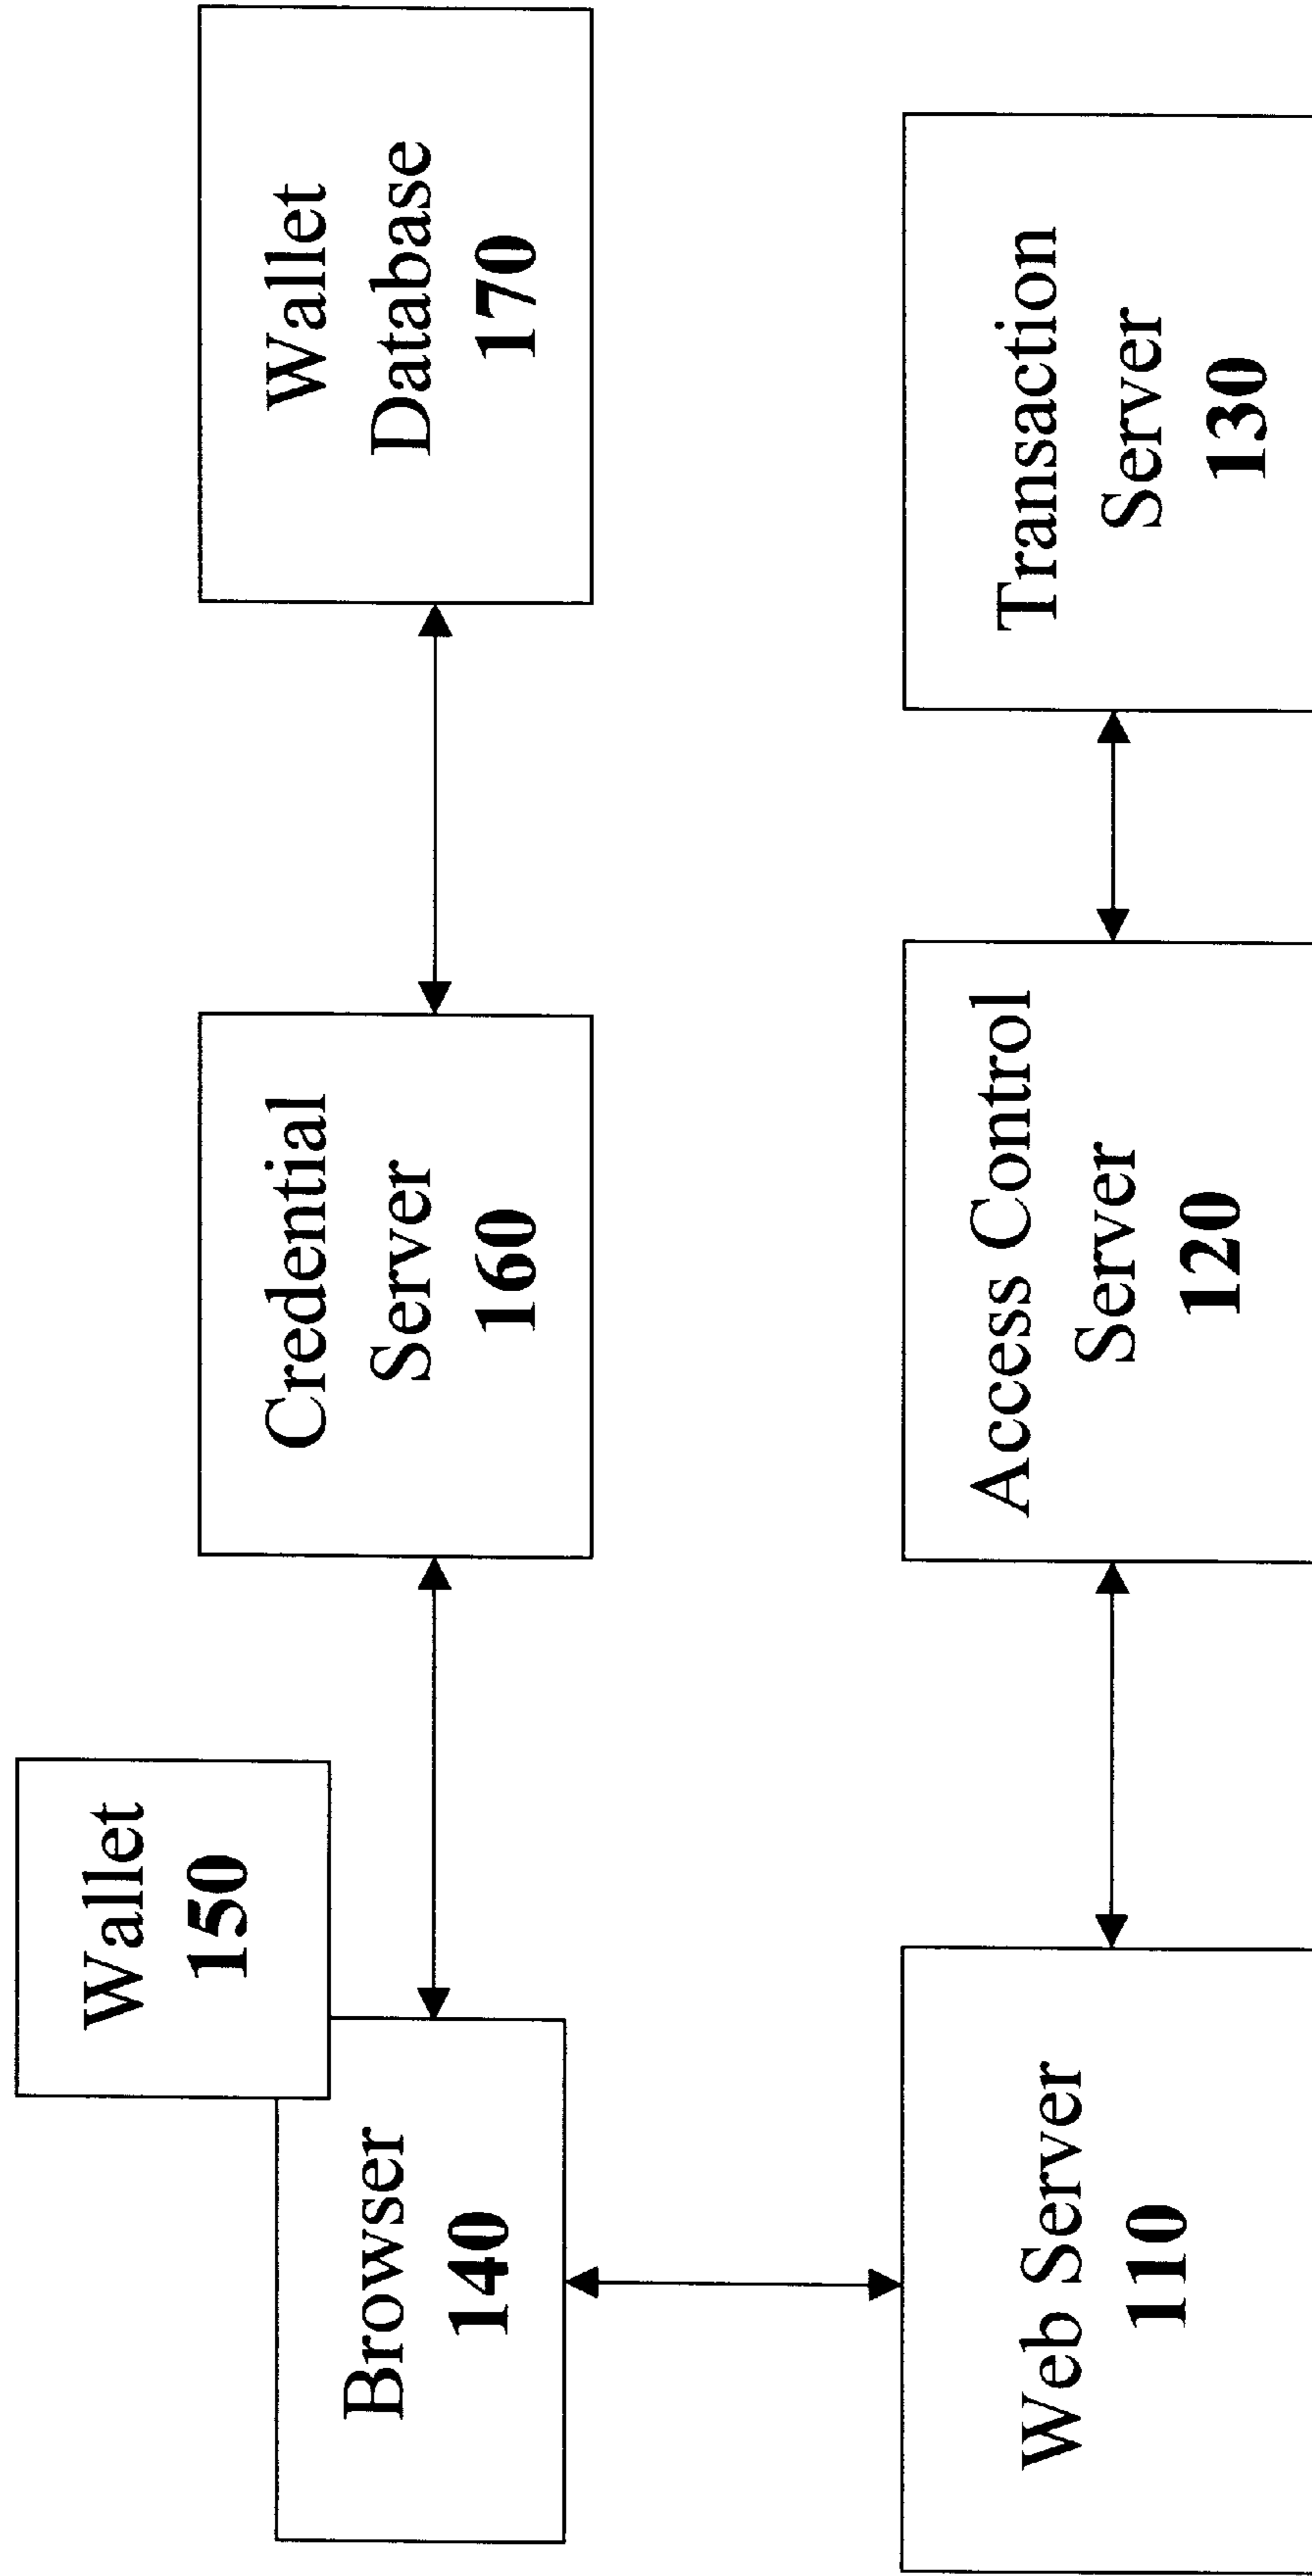 Wallet
150
Browser
140
Credential
Server
160
Wallet
Database
170
Web Server
110
Access Control
Server
120
Transaction
Server
130